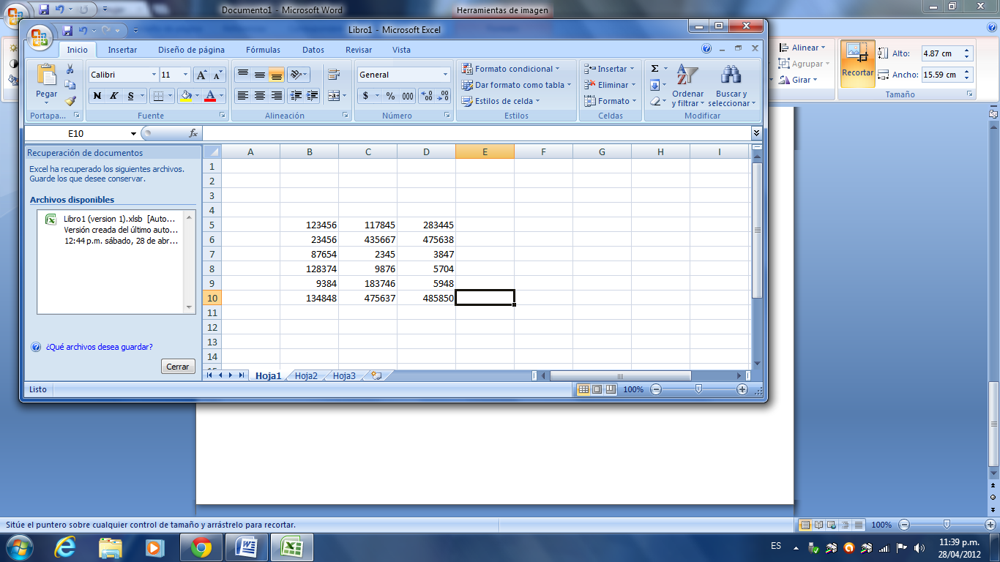 Documento1 - Microsoft Word
Herramientas de imagen
Libro1 - Microsoft Excel
Inicio Insertar Diseño de página Fórmulas Datos Revisar Vista
Pegar
Portapa...
Calibri 11
N K S
Fuente
Alineación
General
$ % 000
Número
Formato condicional
Dar formato como tabla
Estilos de celda
Estilos
Insertar
Eliminar
Formato
Celdas
Σ
Ordenar y filtrar
Buscar y seleccionar
Modificar
Alinear
Agrupar
Girar
Recortar
Alto: 4.87 cm
Ancho: 15.59 cm
Tamaño
E10 fx
Recuperación de documentos
Excel ha recuperado los siguientes archivos.
Guarde los que desee conservar.
Archivos disponibles
Libro1 (version 1).xlsb [Auto...
Versión creada del último auto...
12:44 p.m. sábado, 28 de abr...
¿Qué archivos desea guardar?
Cerrar
A B C D E F G H I
1
2
3
4
5 123456 117845 283445
6 23456 435667 475638
7 87654 2345 3847
8 128374 9876 5704
9 9384 183746 5948
10 134848 475637 485850
11
12
13
14
15
Hoja1 Hoja2 Hoja3
Listo 100%
Sitúe el puntero sobre cualquier control de tamaño y arrástrelo para recortar. 100%
ES 11:39 p.m.
28/04/2012